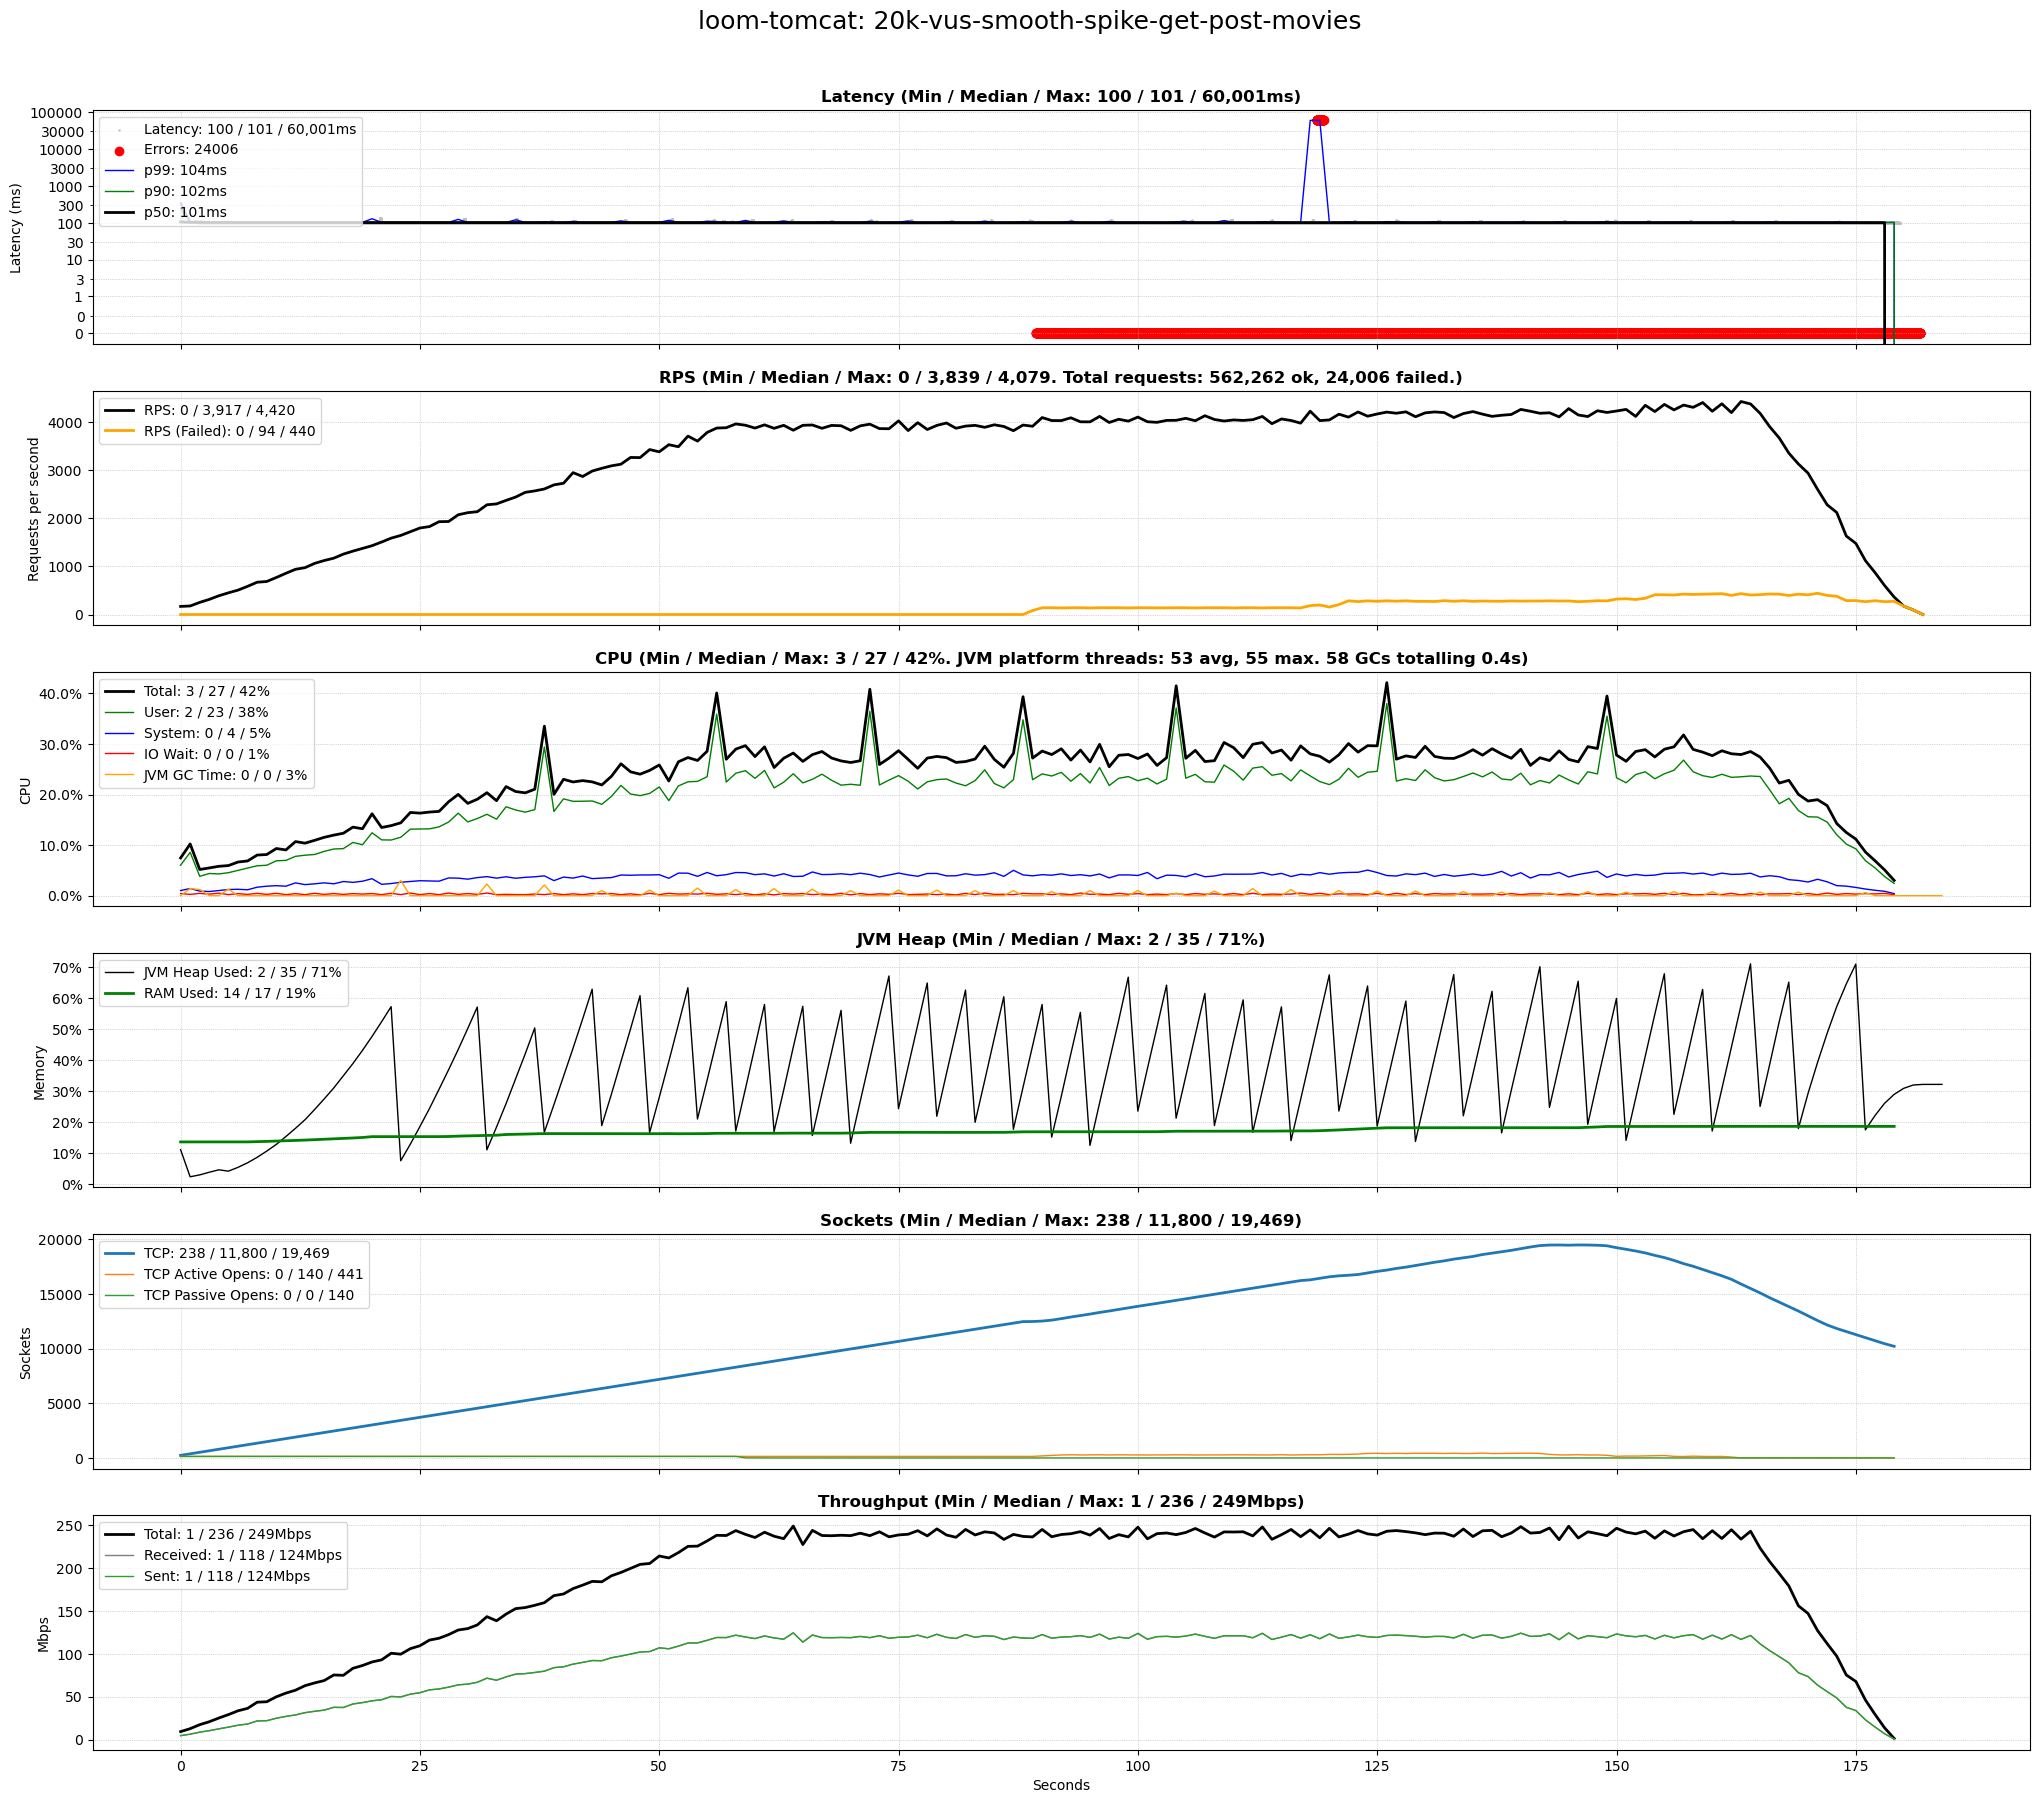 loom-tomcat: 20k-vus-smooth-spike-get-post-movies
Latency (Min / Median / Max: 100 / 101 / 60,001ms)
Latency (ms)
100000
30000
10000
3000
1000
300
100
30
10
3
1
0
0
Latency: 100 / 101 / 60,001ms
Errors: 24006
p99: 104ms
p90: 102ms
p50: 101ms
RPS (Min / Median / Max: 0 / 3,839 / 4,079. Total requests: 562,262 ok, 24,006 failed.)
Requests per second
4000
3000
2000
1000
0
RPS: 0 / 3,917 / 4,420
RPS (Failed): 0 / 94 / 440
CPU (Min / Median / Max: 3 / 27 / 42%. JVM platform threads: 53 avg, 55 max. 58 GCs totalling 0.4s)
CPU
40.0%
30.0%
20.0%
10.0%
0.0%
Total: 3 / 27 / 42%
User: 2 / 23 / 38%
System: 0 / 4 / 5%
IO Wait: 0 / 0 / 1%
JVM GC Time: 0 / 0 / 3%
JVM Heap (Min / Median / Max: 2 / 35 / 71%)
Memory
70%
60%
50%
40%
30%
20%
10%
0%
JVM Heap Used: 2 / 35 / 71%
RAM Used: 14 / 17 / 19%
Sockets (Min / Median / Max: 238 / 11,800 / 19,469)
Sockets
20000
15000
10000
5000
0
TCP: 238 / 11,800 / 19,469
TCP Active Opens: 0 / 140 / 441
TCP Passive Opens: 0 / 0 / 140
Throughput (Min / Median / Max: 1 / 236 / 249Mbps)
Mbps
250
200
150
100
50
0
Total: 1 / 236 / 249Mbps
Received: 1 / 118 / 124Mbps
Sent: 1 / 118 / 124Mbps
0 25 50 75 100 125 150 175
Seconds